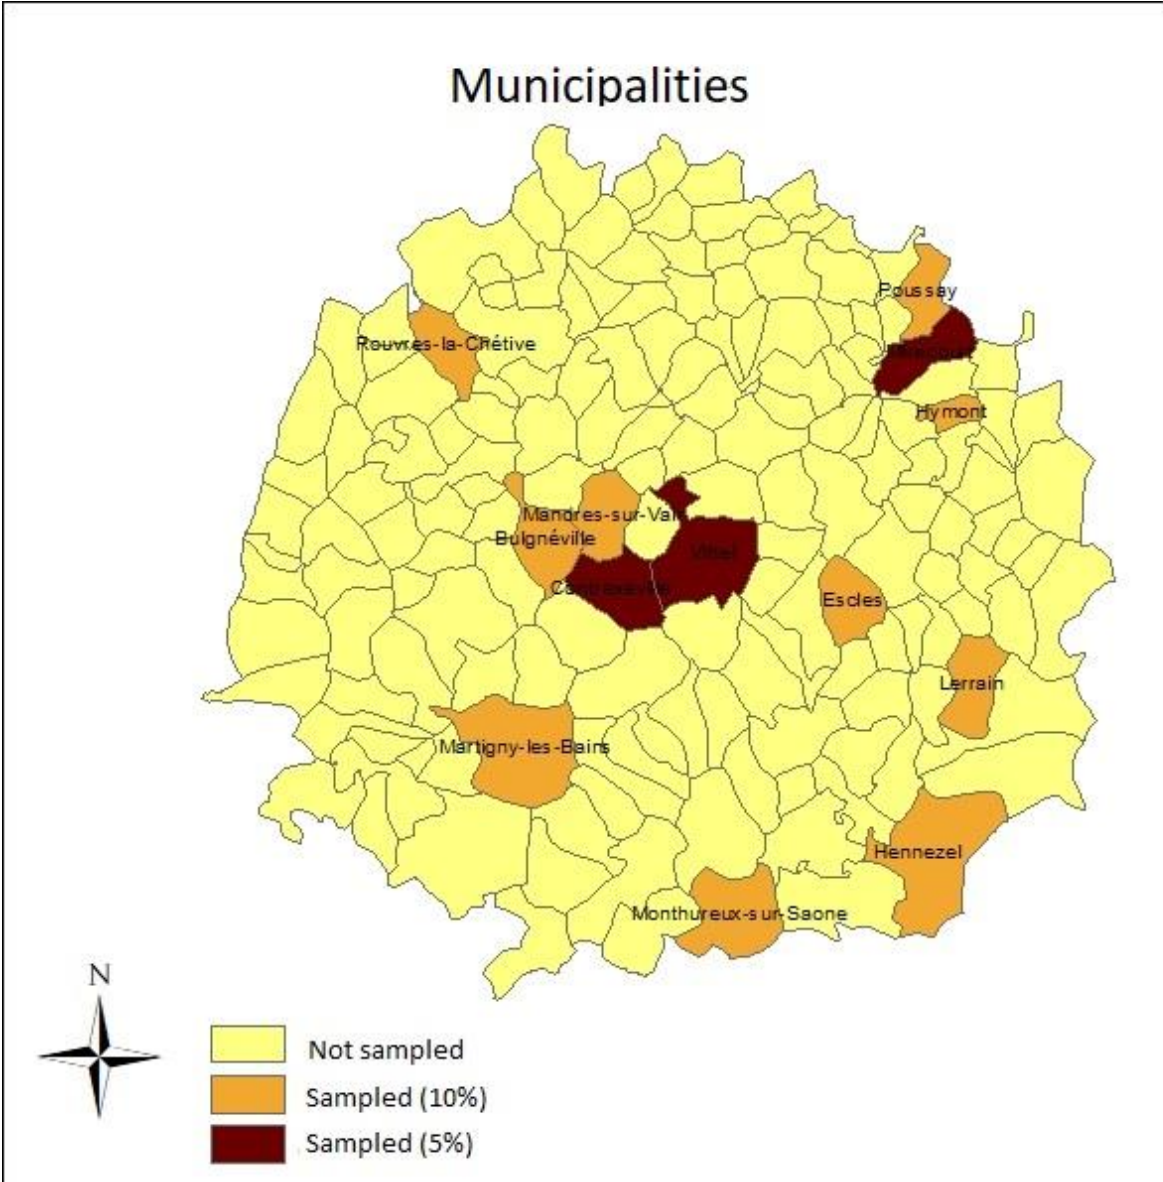 Municipalities
Poussay
Rouvres-la-Chétive
Mirecourt
Hymont
Mandres-sur-Vair
Bulgnéville
Vittel
Contrexéville
Escles
Lerrain
Martigny-les-Bains
Hennezel
Monthureux-sur-Saone
N
Not sampled
Sampled (10%)
Sampled (5%)